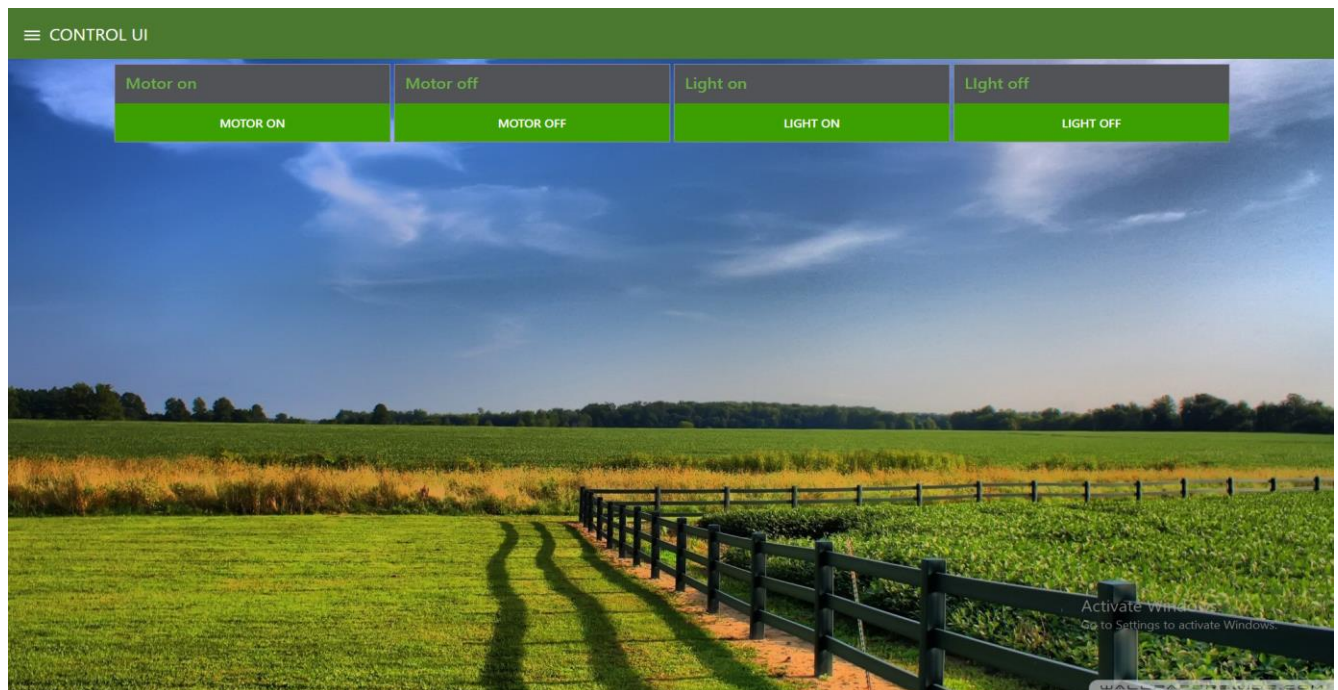 CONTROL UI
Motor on
Motor off
Light on
LIght off
MOTOR ON
MOTOR OFF
LIGHT ON
LIGHT OFF
Activate Windows
Go to Settings to activate Windows.